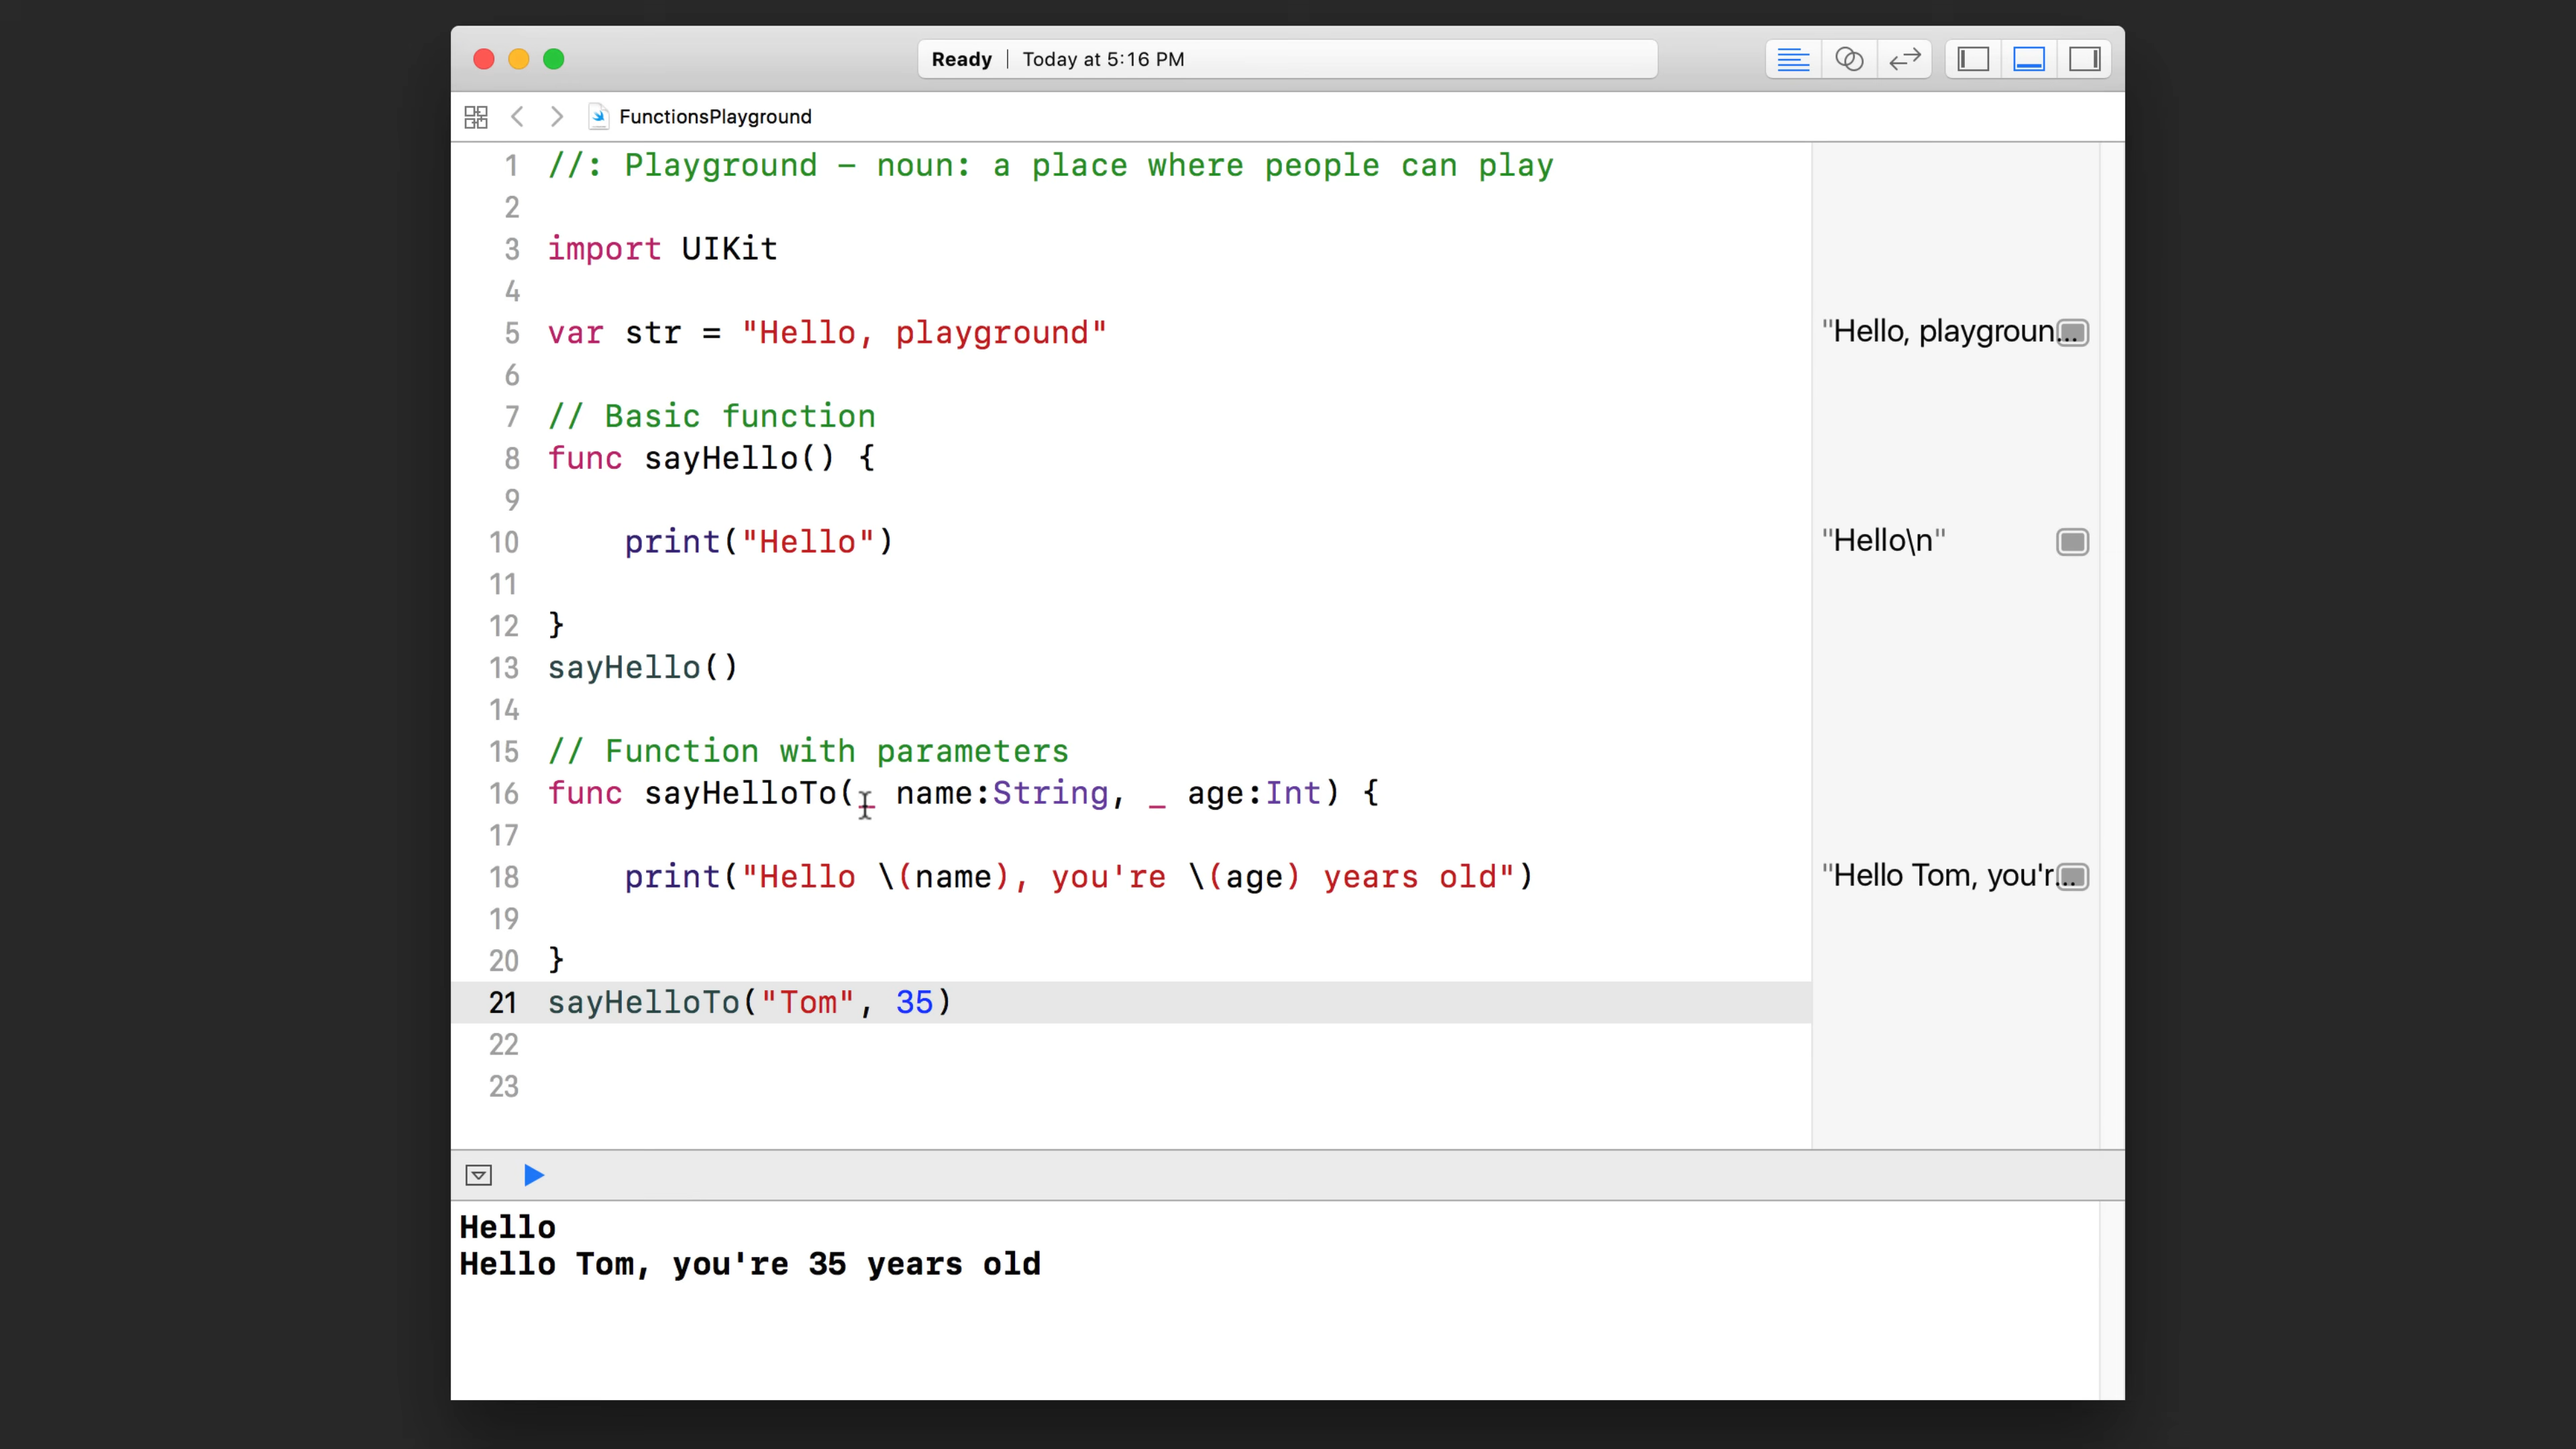 Ready | Today at 5:16 PM
FunctionsPlayground
1 //: Playground – noun: a place where people can play
2
3 import UIKit
4
5 var str = "Hello, playground"
"Hello, playgroun...
6
7 // Basic function
8 func sayHello() {
9
10 print("Hello")
"Hello\n"
11
12 }
13 sayHello()
14
15 // Function with parameters
16 func sayHelloTo(_ name:String, _ age:Int) {
17
18 print("Hello \(name), you're \(age) years old")
"Hello Tom, you'r...
19
20 }
21 sayHelloTo("Tom", 35)
22
23
Hello
Hello Tom, you're 35 years old